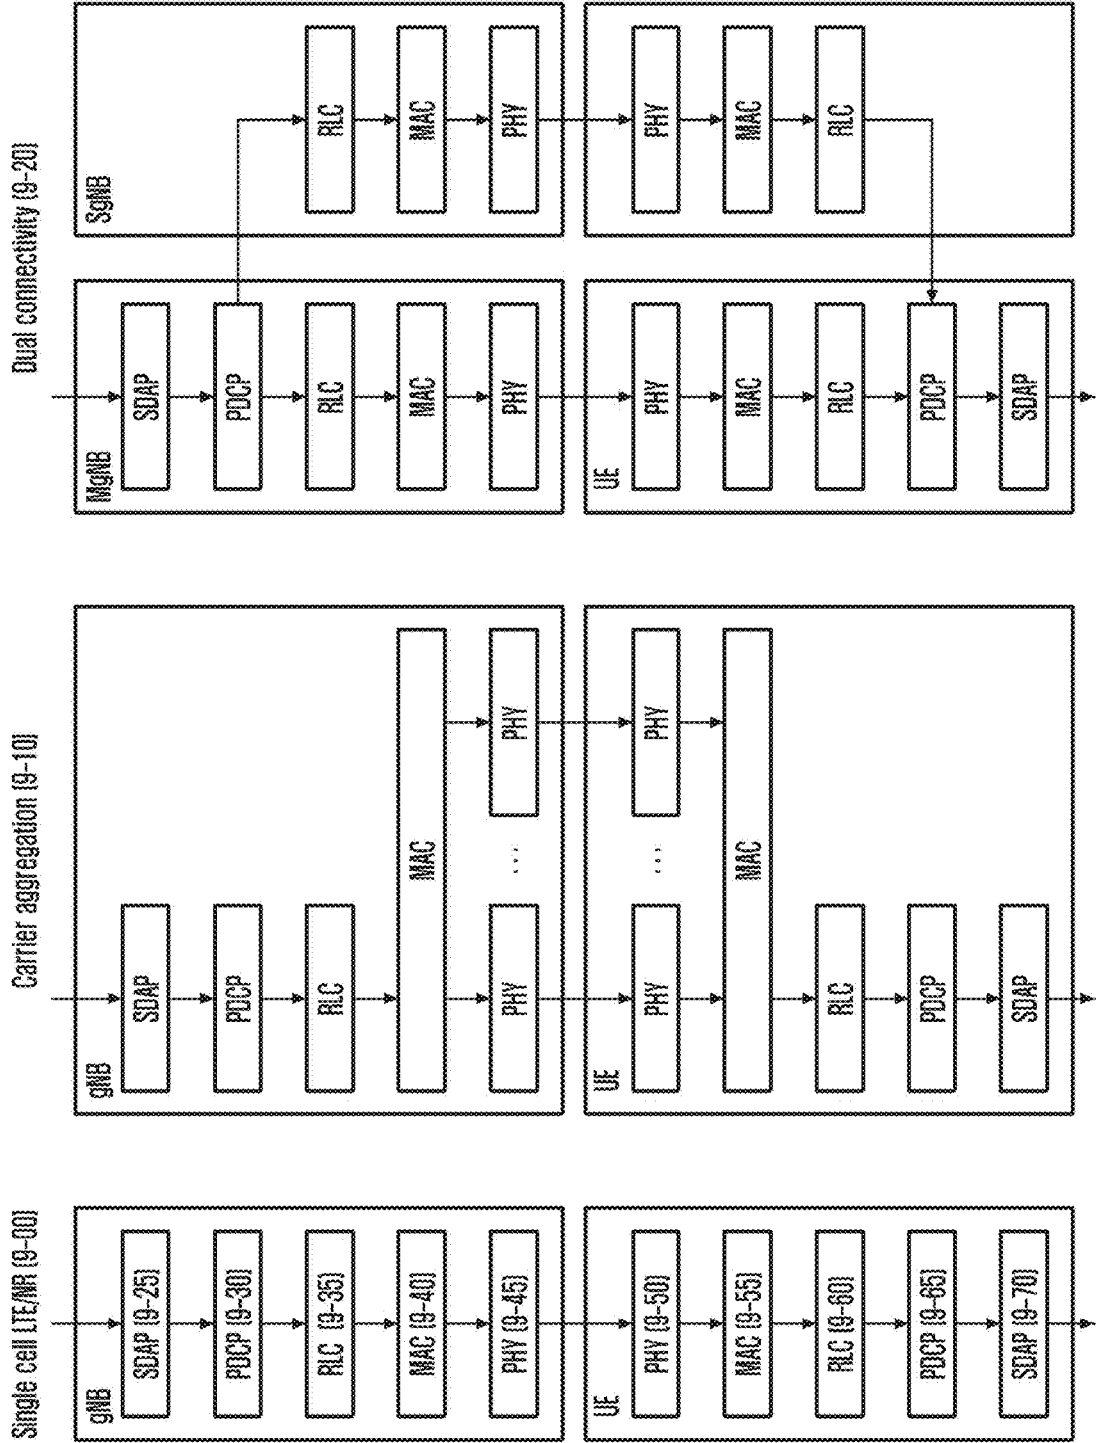 Single cell LTE/NR (9-00)
gNB
SDAP (9-25)
PDCP (9-30)
RLC (9-35)
MAC (9-40)
PHY (9-45)
UE
PHY (9-50)
MAC (9-55)
RLC (9-60)
PDCP (9-65)
SDAP (9-70)
Carrier aggregation (9-10)
gNB
SDAP
PDCP
RLC
MAC
PHY
...
PHY
UE
PHY
...
PHY
MAC
RLC
PDCP
SDAP
Dual connectivity (9-20)
MgNB
SDAP
PDCP
RLC
MAC
PHY
SgNB
RLC
MAC
PHY
UE
PHY
MAC
RLC
PDCP
SDAP
PHY
MAC
RLC